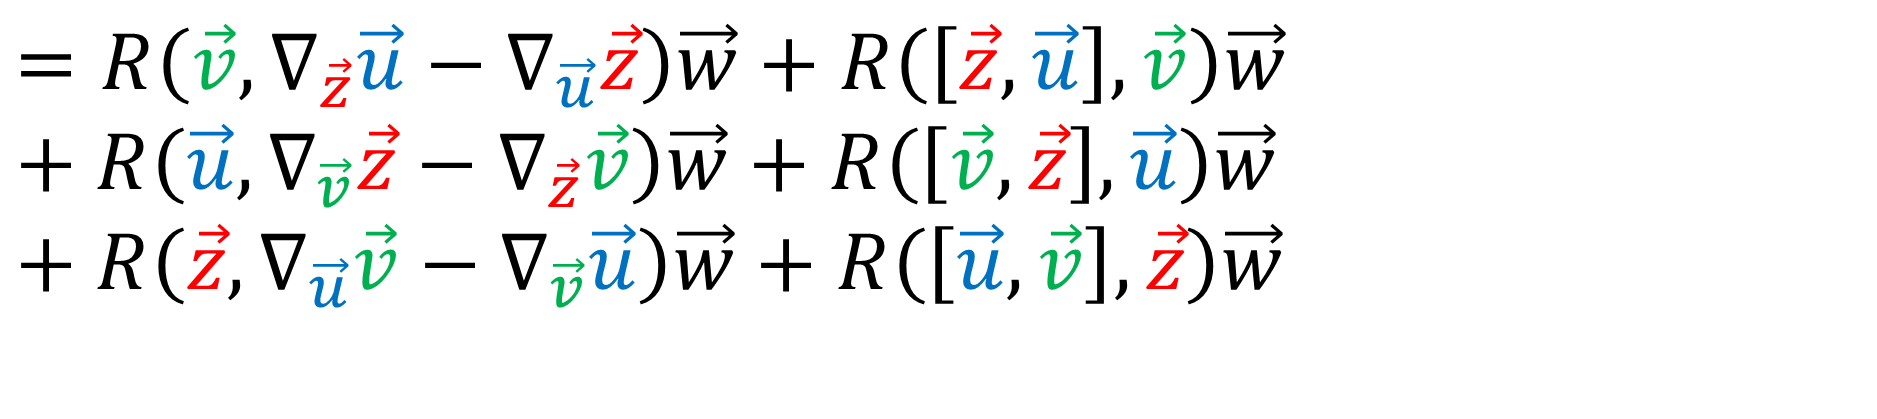 = R(v⃗, ∇_z⃗ u⃗ − ∇_u⃗ z⃗)w⃗ + R([z⃗, u⃗], v⃗)w⃗
+ R(u⃗, ∇_v⃗ z⃗ − ∇_z⃗ v⃗)w⃗ + R([v⃗, z⃗], u⃗)w⃗
+ R(z⃗, ∇_u⃗ v⃗ − ∇_v⃗ u⃗)w⃗ + R([u⃗, v⃗], z⃗)w⃗